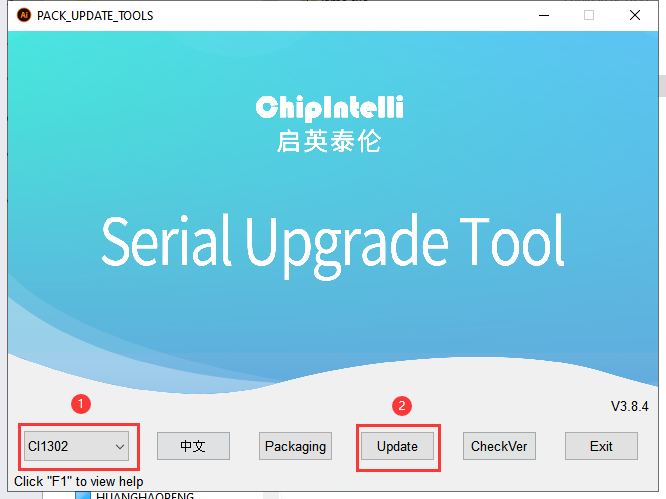 Ai PACK_UPDATE_TOOLS
ChipIntelli
启英泰伦
Serial Upgrade Tool
V3.8.4
1
2
CI1302
中文
Packaging
Update
CheckVer
Exit
Click "F1" to view help
HUANGHAOPENG